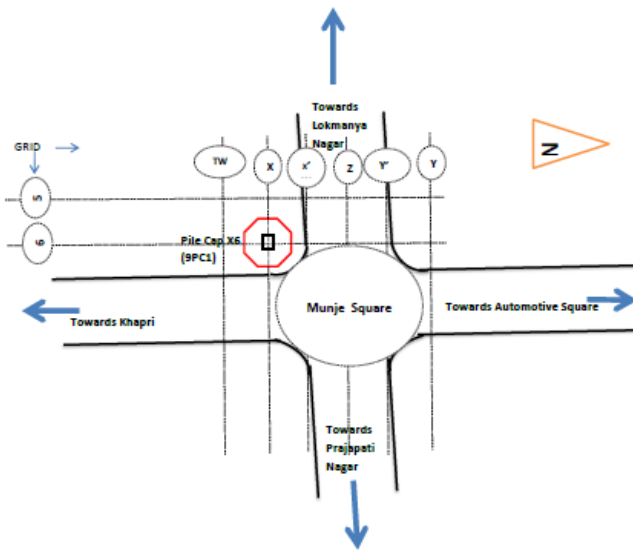 Towards
Lokmanya
Nagar
GRID
TW
X
x'
Z
Y'
Y
5
6
N
Pile Cap X6
(9PC1)
Munje Square
Towards Automotive Square
Towards Khapri
Towards
Prajapati
Nagar